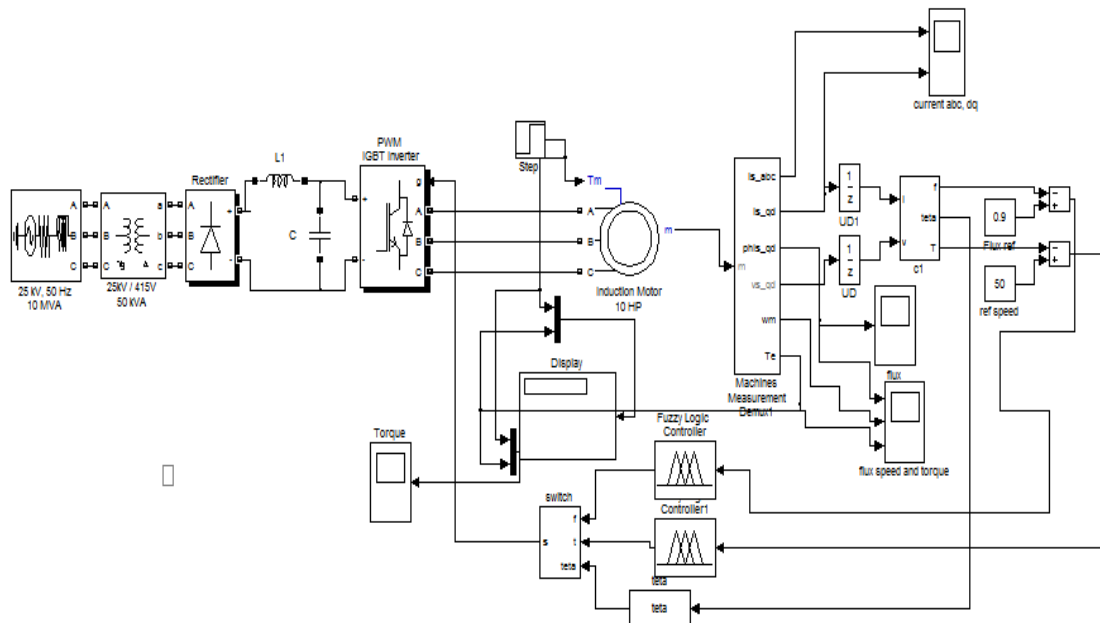 current abc, dq
PWM
IGBT Inverter
L1
Step
Rectifier
g
Tm
Is_abc
1
z
UD1
f
teta
T
0.9
Flux ref
A
B
C
A
B
C
a
b
c
A
B
C
+
-
C
+
-
A
B
C
A
B
C
m
m
Is_qd
phis_qd
vs_qd
wm
Te
1
z
UD
I
v
c1
-
+
-
+
50
ref speed
25 kV, 50 Hz
10 MVA
25kV / 415V
50 kVA
Induction Motor
10 HP
Machines
Measurement
Demux1
flux
Display
flux speed and torque
Torque
Fuzzy Logic
Controller
Controller1
switch
f
t
teta
s
teta
teta